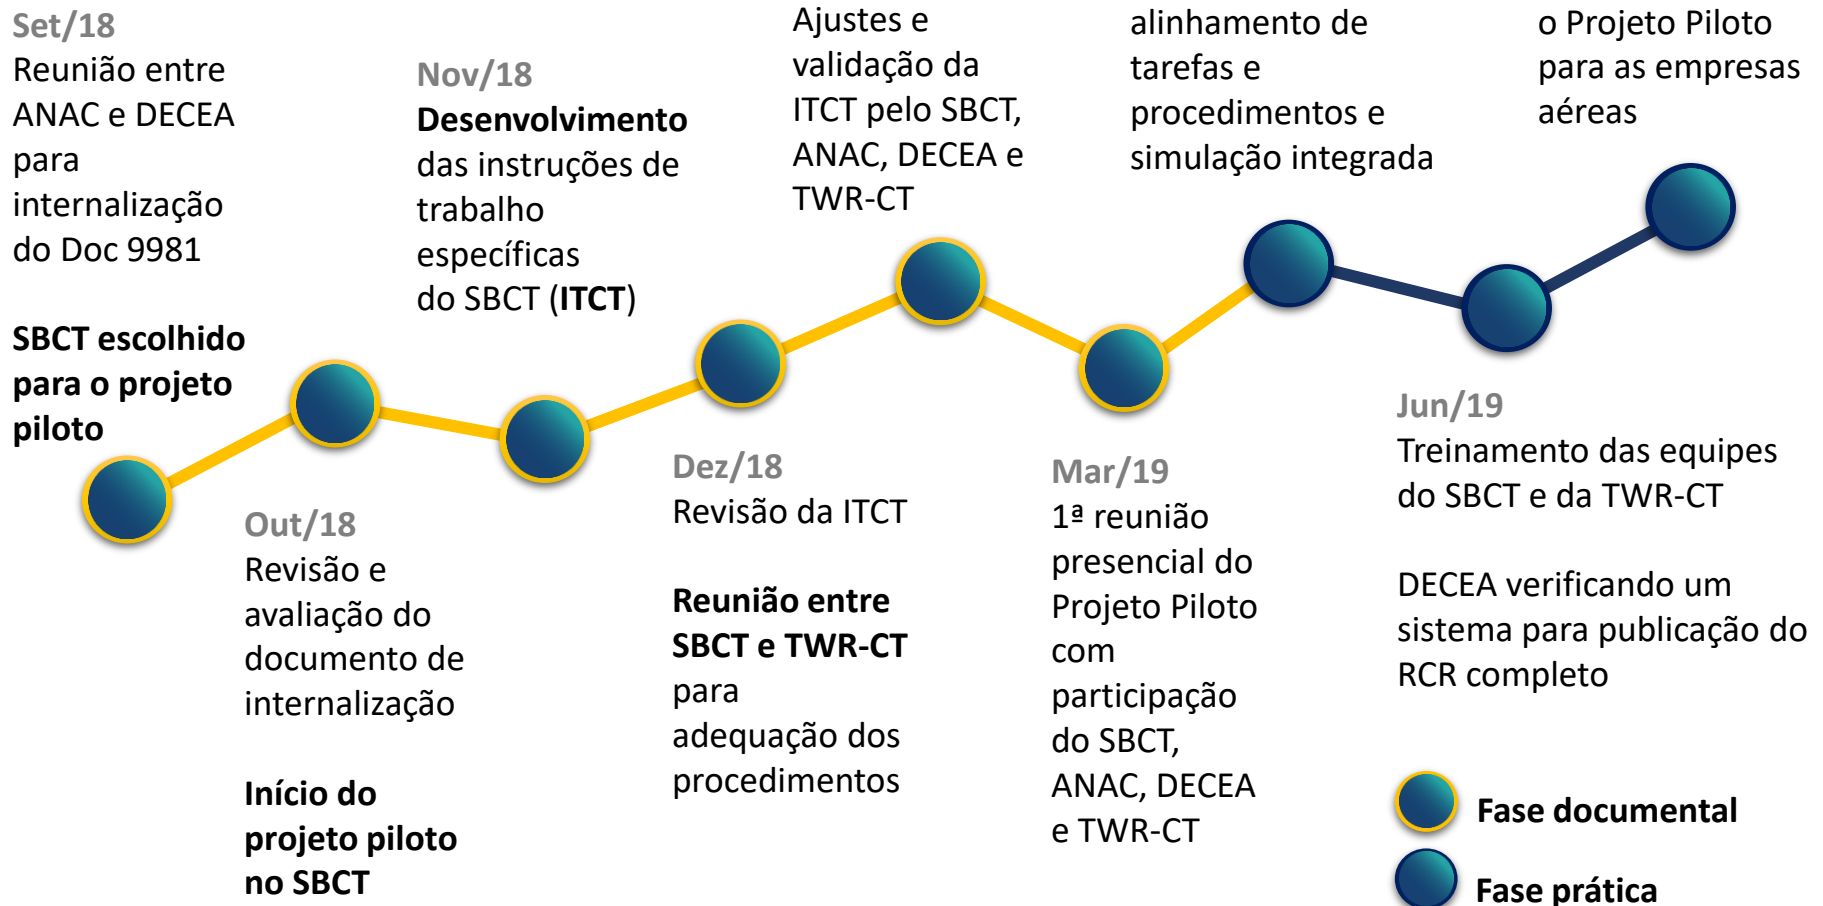 Set/18
Reunião entre
ANAC e DECEA
para
internalização
do Doc 9981
SBCT escolhido
para o projeto
piloto
Out/18
Revisão e
avaliação do
documento de
internalização
Início do
projeto piloto
no SBCT
Nov/18
Desenvolvimento
das instruções de
trabalho
específicas
do SBCT (ITCT)
Dez/18
Revisão da ITCT
Reunião entre
SBCT e TWR-CT
para
adequação dos
procedimentos
Ajustes e
validação da
ITCT pelo SBCT,
ANAC, DECEA e
TWR-CT
Mar/19
1ª reunião
presencial do
Projeto Piloto
com
participação
do SBCT,
ANAC, DECEA
e TWR-CT
alinhamento de
tarefas e
procedimentos e
simulação integrada
Jun/19
Treinamento das equipes
do SBCT e da TWR-CT
DECEA verificando um
sistema para publicação do
RCR completo
o Projeto Piloto
para as empresas
aéreas
Fase documental
Fase prática